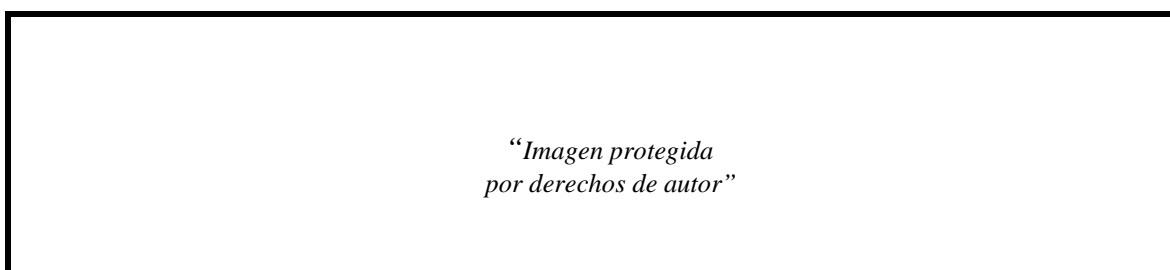 “Imagen protegida
por derechos de autor”